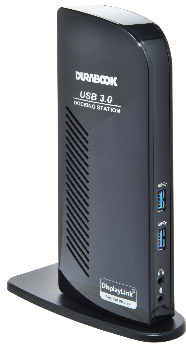 DURABOOK
USB 3.0
DOCKING STATION
DisplayLink